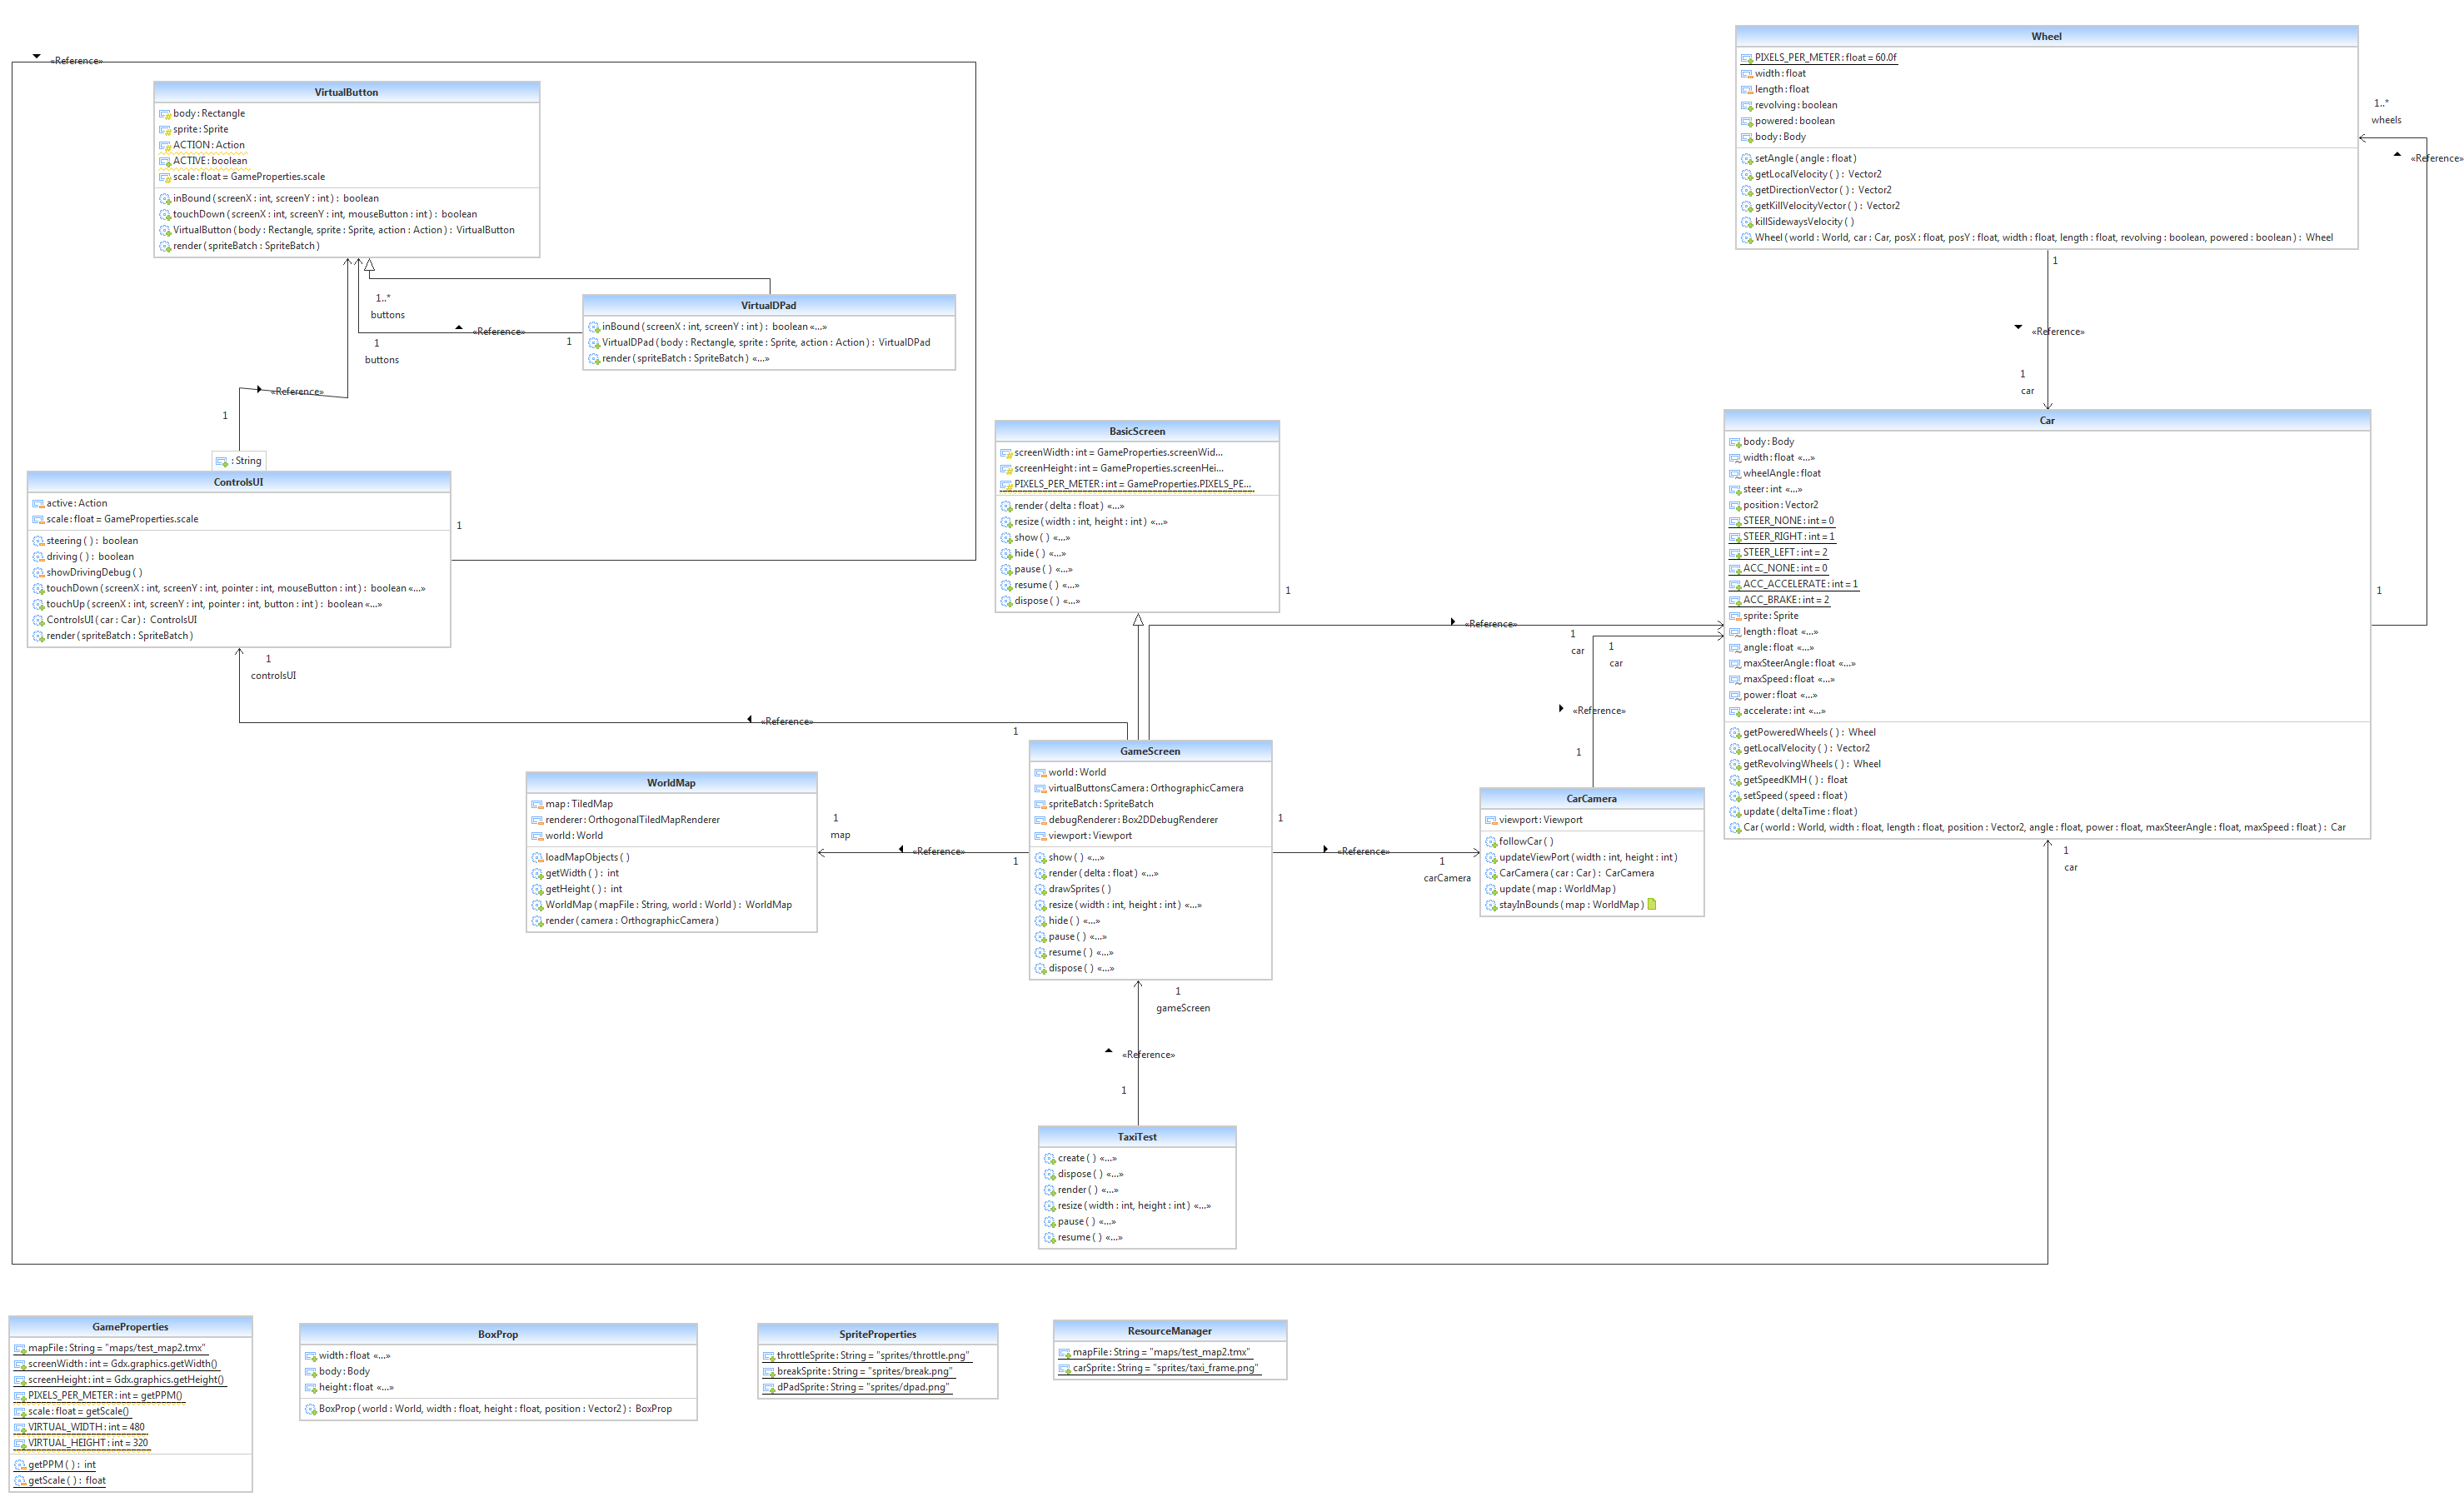 «Reference»
VirtualButton
body : Rectangle
sprite : Sprite
ACTION : Action
ACTIVE : boolean
scale : float = GameProperties.scale
inBound ( screenX : int, screenY : int ) : boolean
touchDown ( screenX : int, screenY : int, mouseButton : int ) : boolean
VirtualButton ( body : Rectangle, sprite : Sprite, action : Action ) : VirtualButton
render ( spriteBatch : SpriteBatch )
1..*
buttons
«Reference»
1
1
buttons
VirtualDPad
inBound ( screenX : int, screenY : int ) : boolean «...»
VirtualDPad ( body : Rectangle, sprite : Sprite, action : Action ) : VirtualDPad
render ( spriteBatch : SpriteBatch ) «...»
«Reference»
1
: String
ControlsUI
active : Action
scale : float = GameProperties.scale
steering ( ) : boolean
driving ( ) : boolean
showDrivingDebug ( )
touchDown ( screenX : int, screenY : int, pointer : int, mouseButton : int ) : boolean «...»
touchUp ( screenX : int, screenY : int, pointer : int, button : int ) : boolean «...»
ControlsUI ( car : Car ) : ControlsUI
render ( spriteBatch : SpriteBatch )
1
1
controlsUI
«Reference»
1
BasicScreen
screenWidth : int = GameProperties.screenWid...
screenHeight : int = GameProperties.screenHei...
PIXELS_PER_METER : int = GameProperties.PIXELS_PE...
render ( delta : float ) «...»
resize ( width : int, height : int ) «...»
show ( ) «...»
hide ( ) «...»
pause ( ) «...»
resume ( ) «...»
dispose ( ) «...»
1
«Reference»
1
car
1
car
«Reference»
1
Wheel
PIXELS_PER_METER : float = 60.0f
width : float
length : float
revolving : boolean
powered : boolean
body : Body
setAngle ( angle : float )
getLocalVelocity ( ) : Vector2
getDirectionVector ( ) : Vector2
getKillVelocityVector ( ) : Vector2
killSidewaysVelocity ( )
Wheel ( world : World, car : Car, posX : float, posY : float, width : float, length : float, revolving : boolean, powered : boolean ) : Wheel
1..*
wheels
«Reference»
1
«Reference»
1
car
Car
body : Body
width : float «...»
wheelAngle : float
steer : int «...»
position : Vector2
STEER_NONE : int = 0
STEER_RIGHT : int = 1
STEER_LEFT : int = 2
ACC_NONE : int = 0
ACC_ACCELERATE : int = 1
ACC_BRAKE : int = 2
sprite : Sprite
length : float «...»
angle : float «...»
maxSteerAngle : float «...»
maxSpeed : float «...»
power : float «...»
accelerate : int «...»
getPoweredWheels ( ) : Wheel
getLocalVelocity ( ) : Vector2
getRevolvingWheels ( ) : Wheel
getSpeedKMH ( ) : float
setSpeed ( speed : float )
update ( deltaTime : float )
Car ( world : World, width : float, length : float, position : Vector2, angle : float, power : float, maxSteerAngle : float, maxSpeed : float ) : Car
1
1
car
WorldMap
map : TiledMap
renderer : OrthogonalTiledMapRenderer
world : World
loadMapObjects ( )
getWidth ( ) : int
getHeight ( ) : int
WorldMap ( mapFile : String, world : World ) : WorldMap
render ( camera : OrthographicCamera )
1
map
«Reference»
1
GameScreen
world : World
virtualButtonsCamera : OrthographicCamera
spriteBatch : SpriteBatch
debugRenderer : Box2DDebugRenderer
viewport : Viewport
show ( ) «...»
render ( delta : float ) «...»
drawSprites ( )
resize ( width : int, height : int ) «...»
hide ( ) «...»
pause ( ) «...»
resume ( ) «...»
dispose ( ) «...»
1
«Reference»
1
carCamera
CarCamera
viewport : Viewport
followCar ( )
updateViewPort ( width : int, height : int )
CarCamera ( car : Car ) : CarCamera
update ( map : WorldMap )
stayInBounds ( map : WorldMap )
1
gameScreen
«Reference»
1
TaxiTest
create ( ) «...»
dispose ( ) «...»
render ( ) «...»
resize ( width : int, height : int ) «...»
pause ( ) «...»
resume ( ) «...»
GameProperties
mapFile : String = "maps/test_map2.tmx"
screenWidth : int = Gdx.graphics.getWidth()
screenHeight : int = Gdx.graphics.getHeight()
PIXELS_PER_METER : int = getPPM()
scale : float = getScale()
VIRTUAL_WIDTH : int = 480
VIRTUAL_HEIGHT : int = 320
getPPM ( ) : int
getScale ( ) : float
BoxProp
width : float «...»
body : Body
height : float «...»
BoxProp ( world : World, width : float, height : float, position : Vector2 ) : BoxProp
SpriteProperties
throttleSprite : String = "sprites/throttle.png"
breakSprite : String = "sprites/break.png"
dPadSprite : String = "sprites/dpad.png"
ResourceManager
mapFile : String = "maps/test_map2.tmx"
carSprite : String = "sprites/taxi_frame.png"